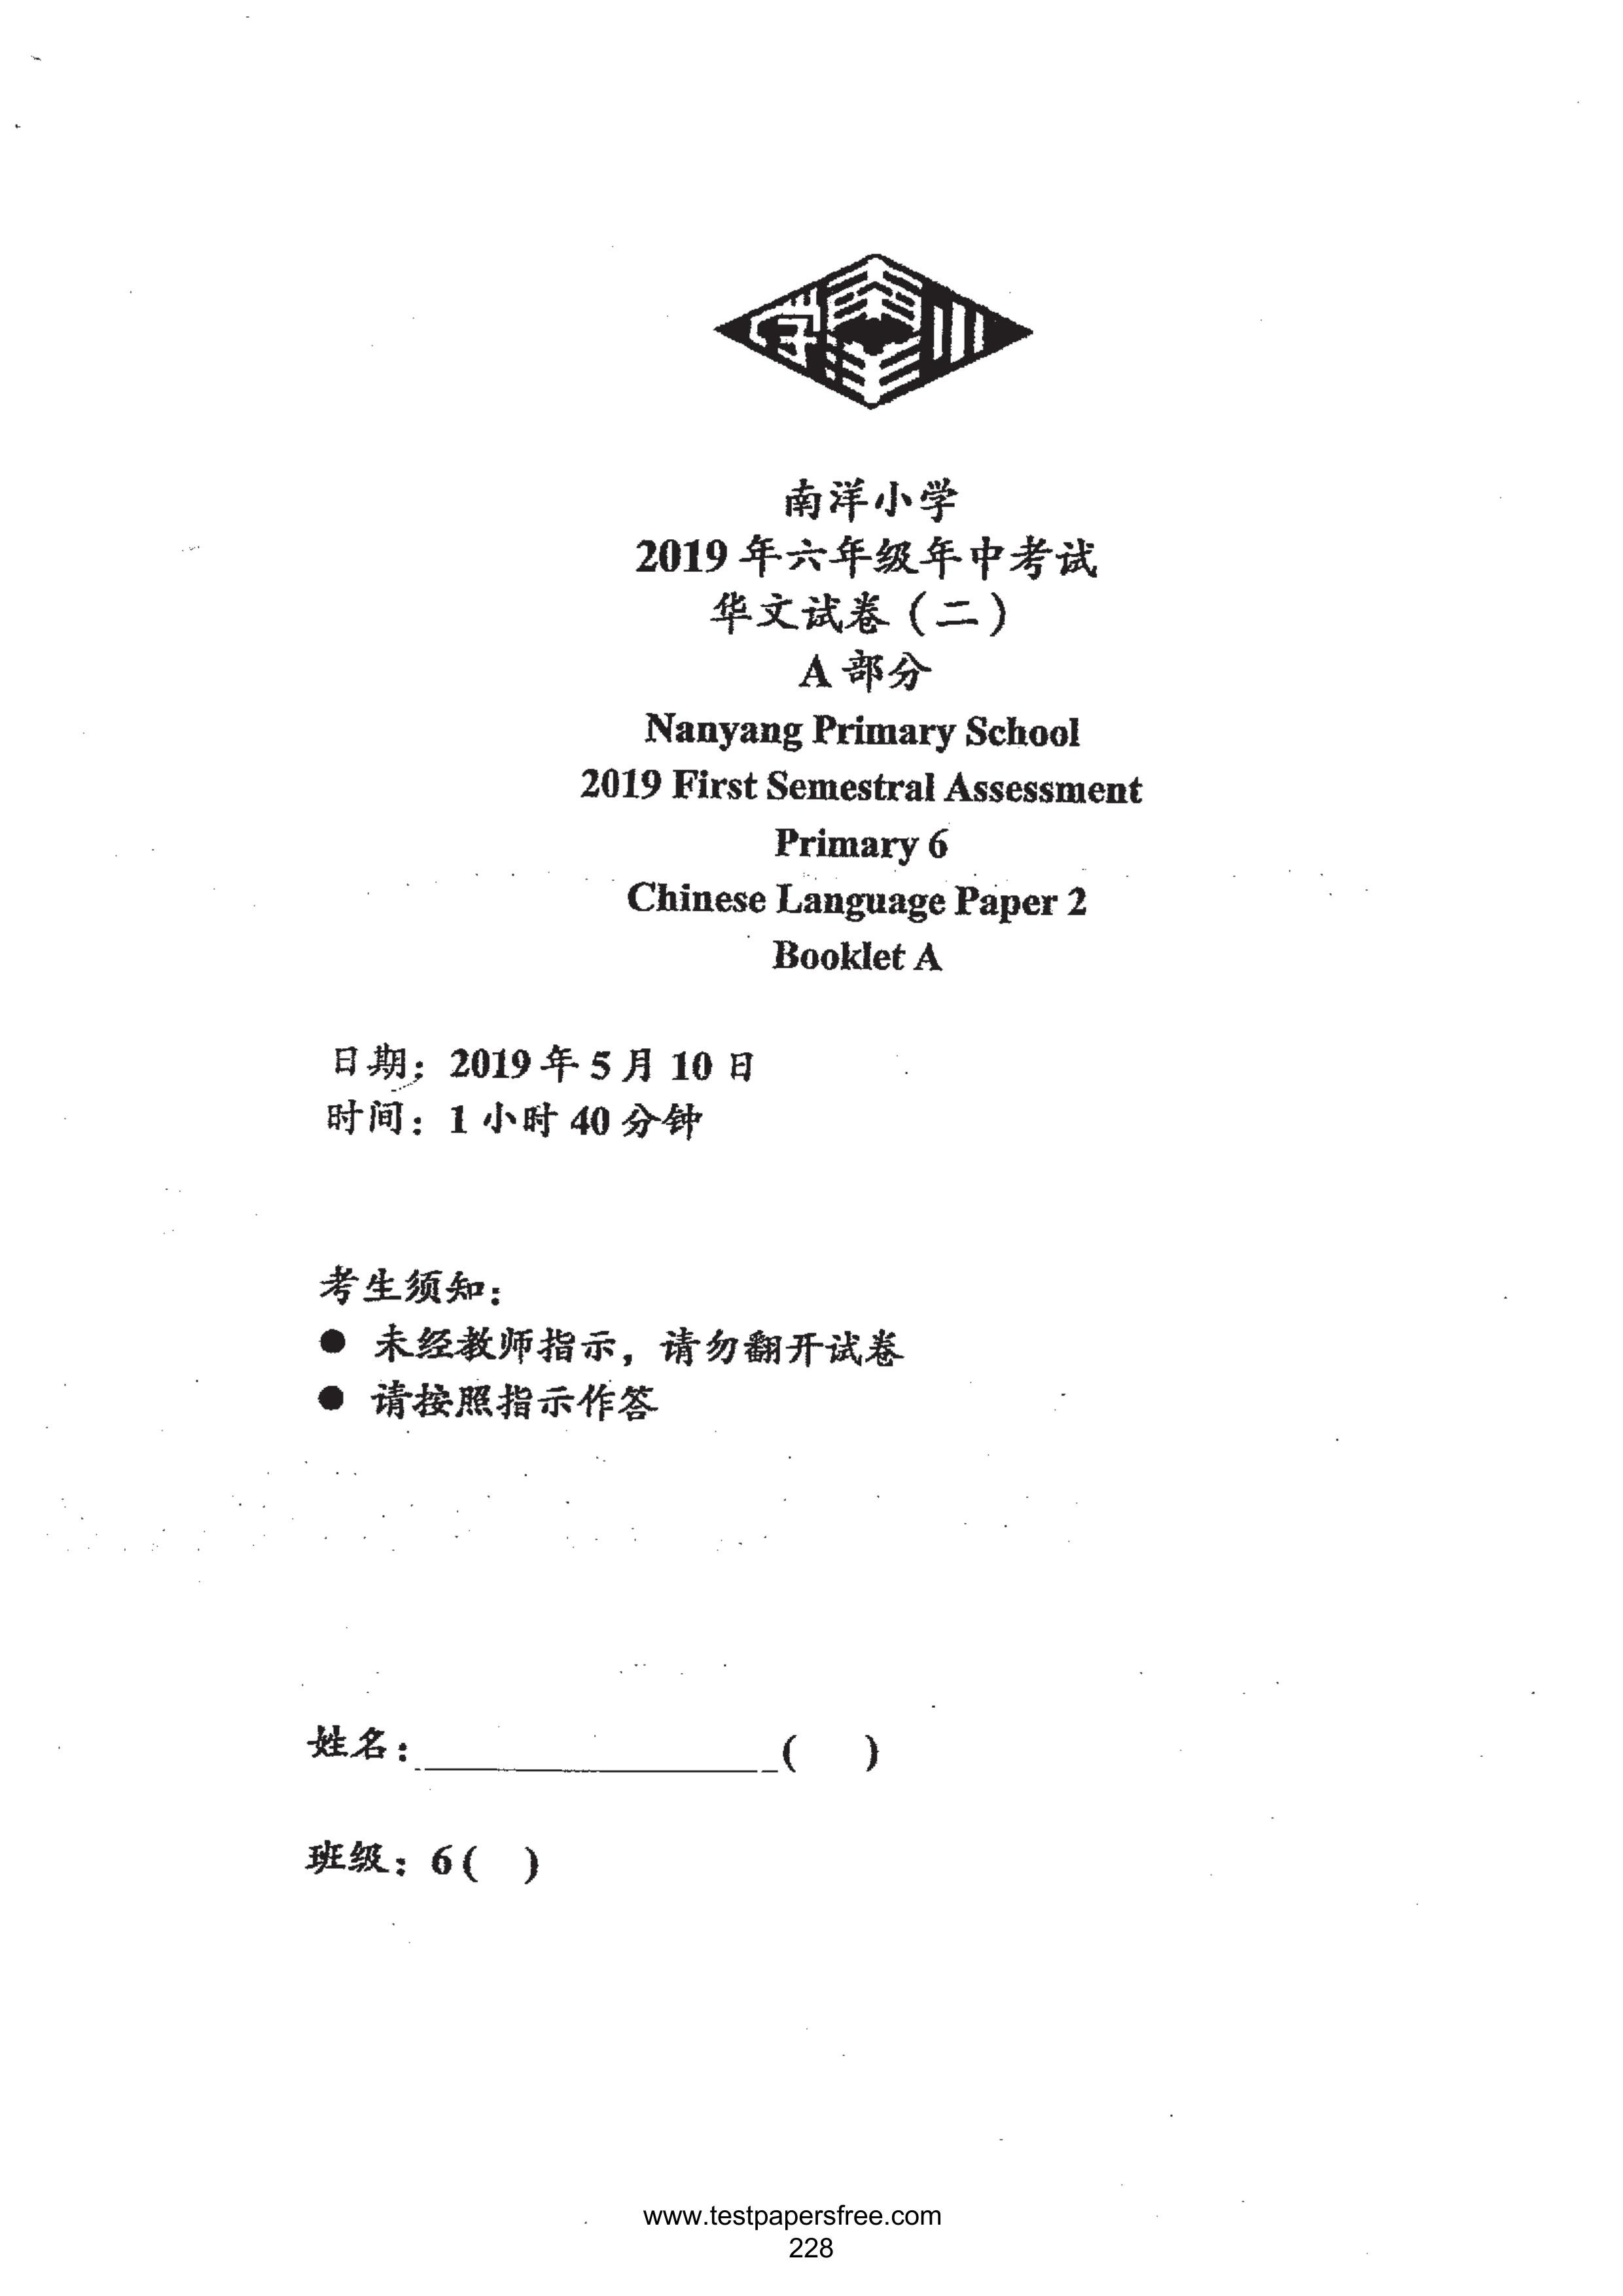 南洋小学
2019 年六年级年中考试
华文试卷（二）
A 部分
Nanyang Primary School
2019 First Semestral Assessment
Primary 6
Chinese Language Paper 2
Booklet A
日期：2019 年 5 月 10 日
时间：1 小时 40 分钟
考生须知：
● 未经教师指示，请勿翻开试卷
● 请按照指示作答
姓名：____________________( )
班级：6( )
www.testpapersfree.com
228